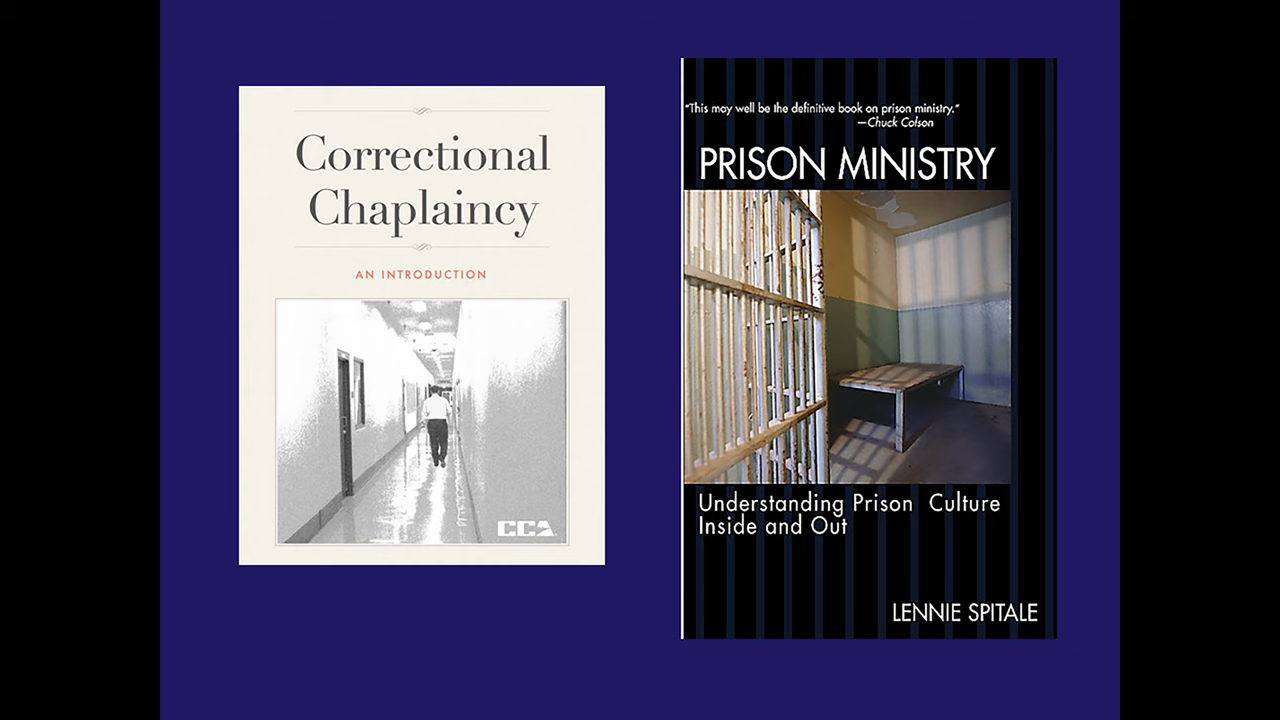 Correctional
Chaplaincy
AN INTRODUCTION
CCA
"This may well be the definitive book on prison ministry."
—Chuck Colson
PRISON MINISTRY
Understanding Prison Culture
Inside and Out
LENNIE SPITALE